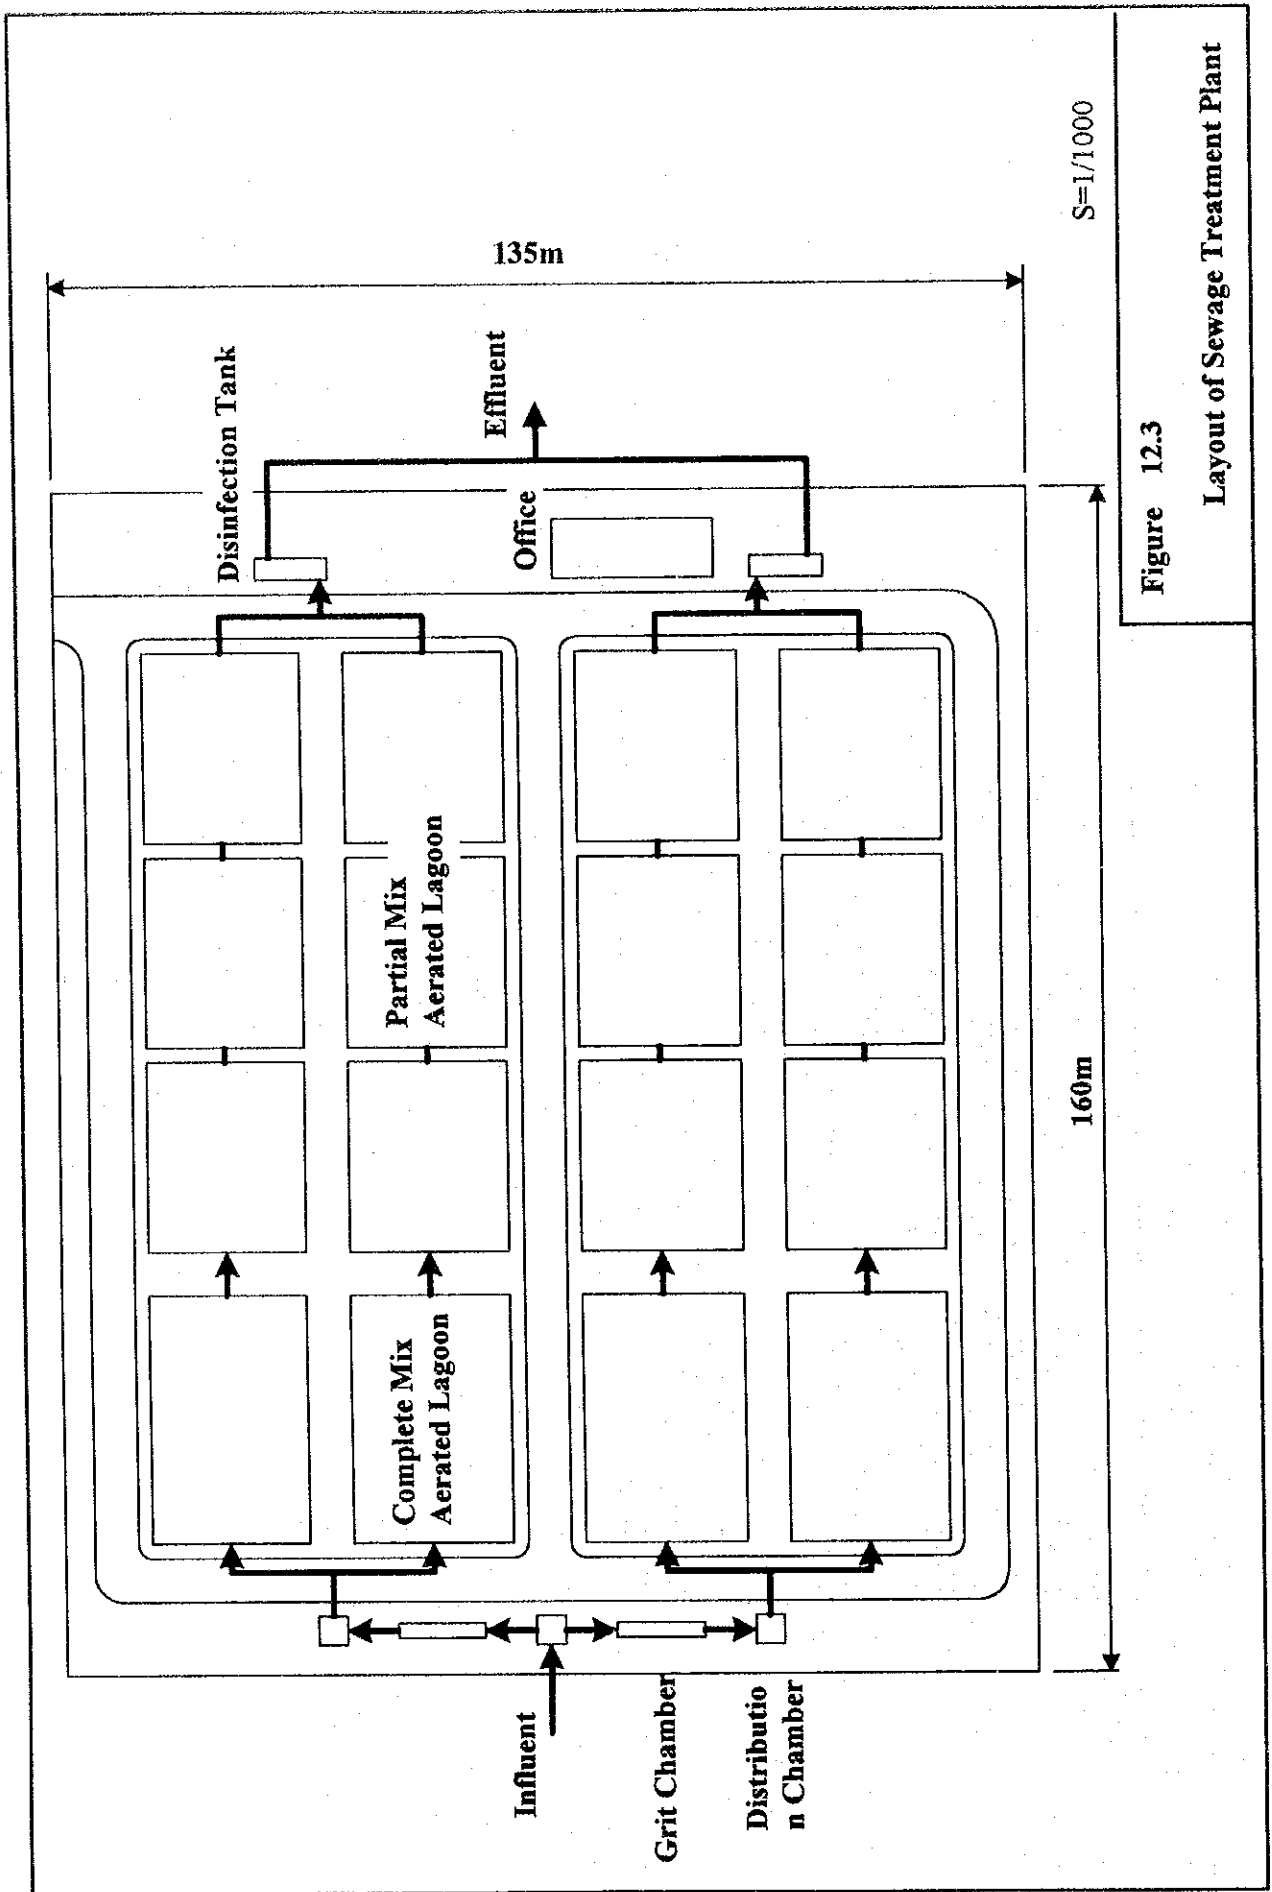 135m
Disinfection Tank
Effluent
Office
Partial Mix
Aerated Lagoon
Complete Mix
Aerated Lagoon
Influent
Grit Chamber
Distributio
n Chamber
160m
S=1/1000
Figure 12.3
Layout of Sewage Treatment Plant